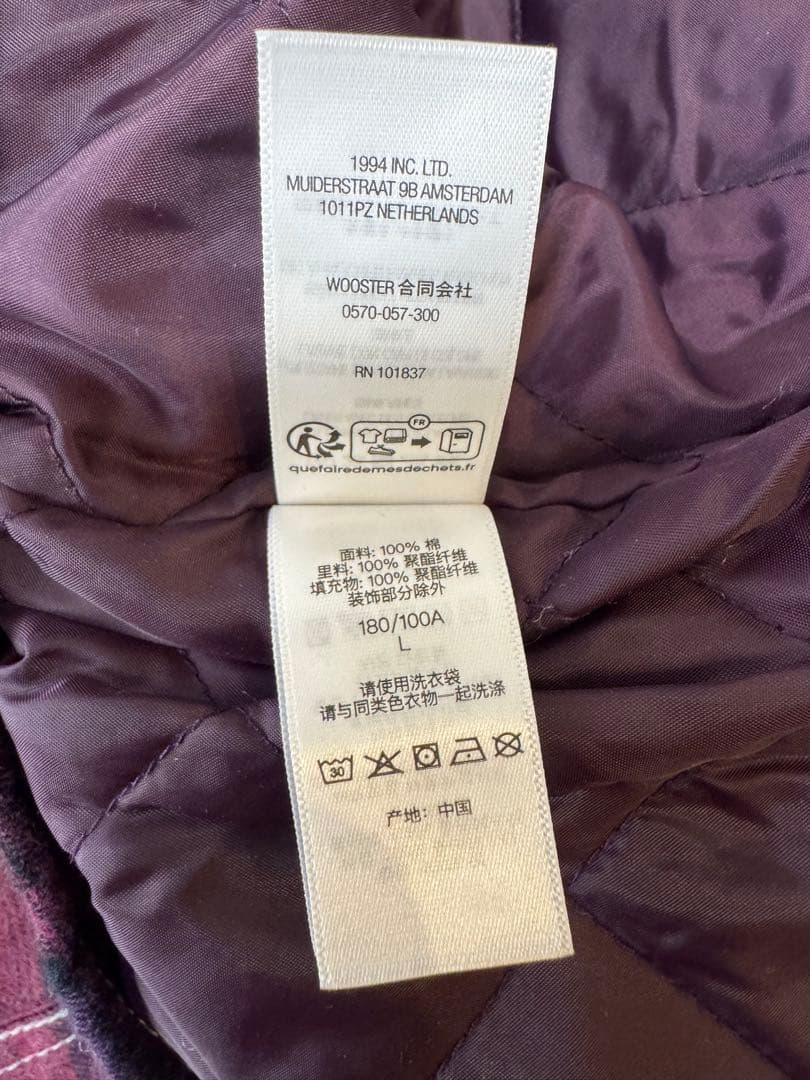 1994 INC. LTD.
MUIDERSTRAAT 9B AMSTERDAM
1011PZ NETHERLANDS
WOOSTER 合同会社
0570-057-300
RN 101837
FR
quefairedemesdechets.fr
面料: 100% 棉
里料: 100% 聚酯纤维
填充物: 100% 聚酯纤维
装饰部分除外
180/100A
L
请使用洗衣袋
请与同类色衣物一起洗涤
30
产地: 中国